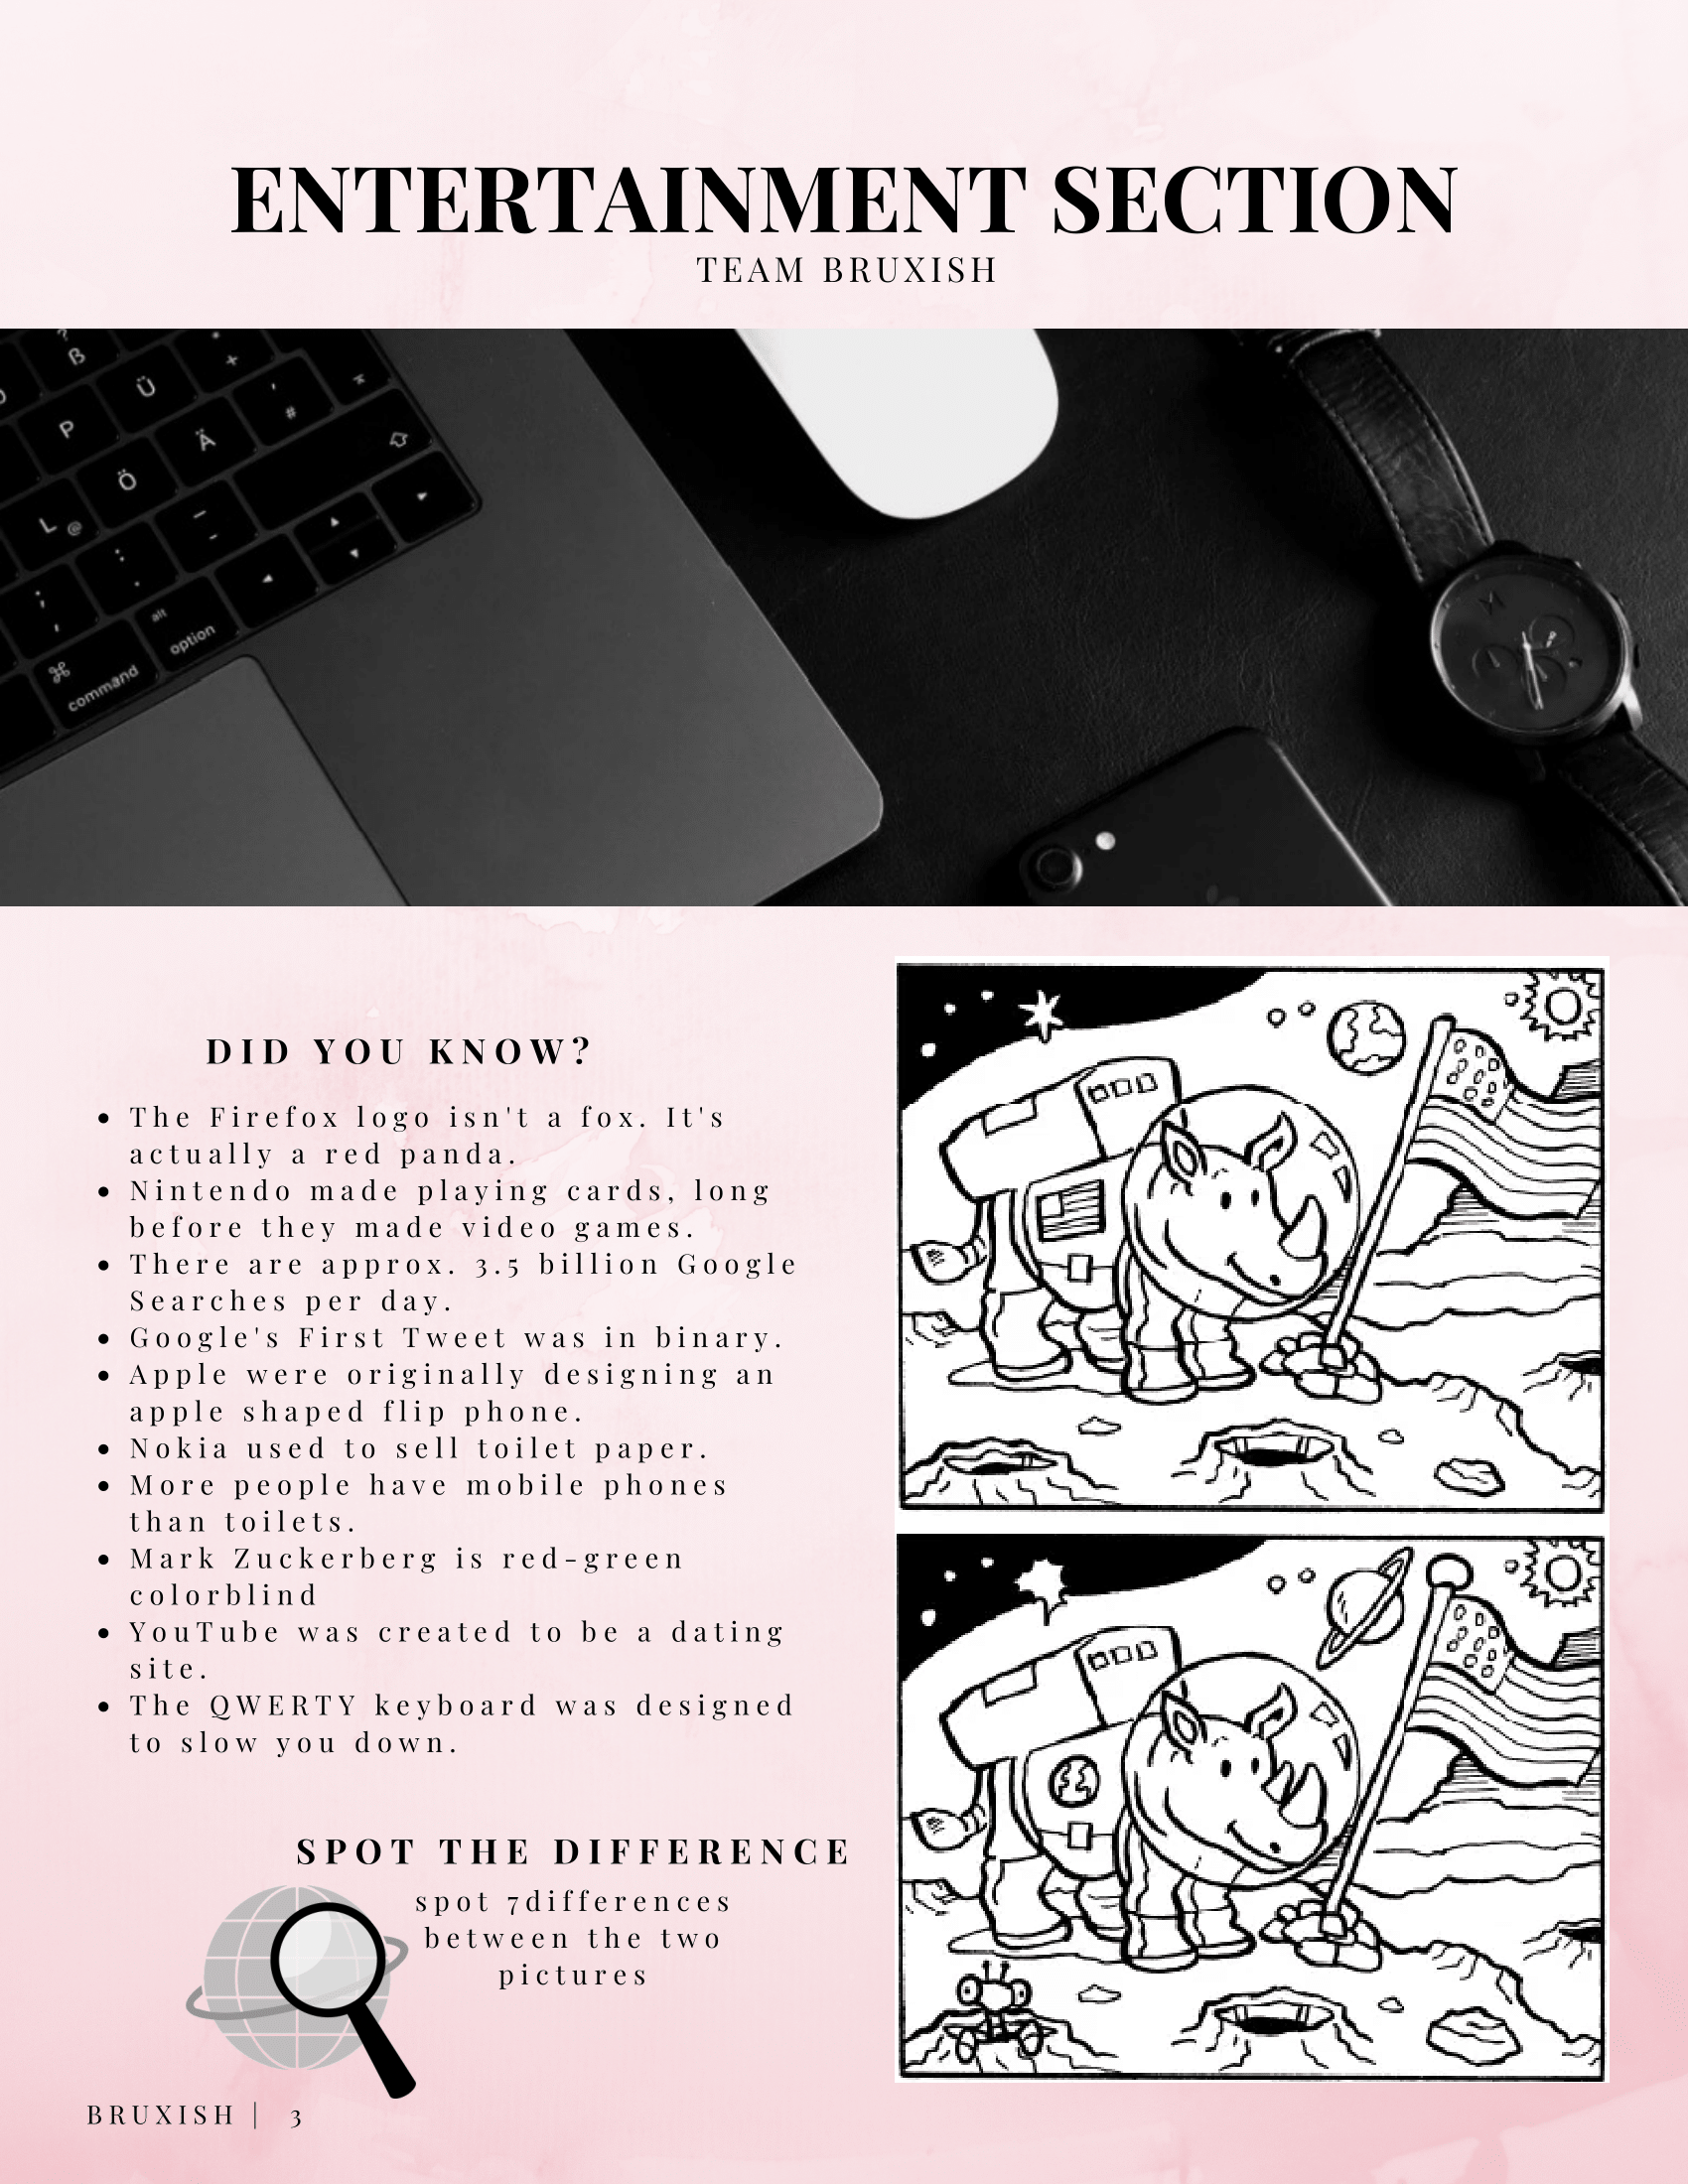 ENTERTAINMENT SECTION
TEAM BRUXISH
ß
?
Ü
+
P
Ö
Ä
'
#
L @
:
.
–
-
;
,
alt
option
⌘
command
DID YOU KNOW?
• The Firefox logo isn't a fox. It's
actually a red panda.
• Nintendo made playing cards, long
before they made video games.
• There are approx. 3.5 billion Google
Searches per day.
• Google's First Tweet was in binary.
• Apple were originally designing an
apple shaped flip phone.
• Nokia used to sell toilet paper.
• More people have mobile phones
than toilets.
• Mark Zuckerberg is red-green
colorblind
• YouTube was created to be a dating
site.
• The QWERTY keyboard was designed
to slow you down.
SPOT THE DIFFERENCE
spot 7differences
between the two
pictures
BRUXISH | 3